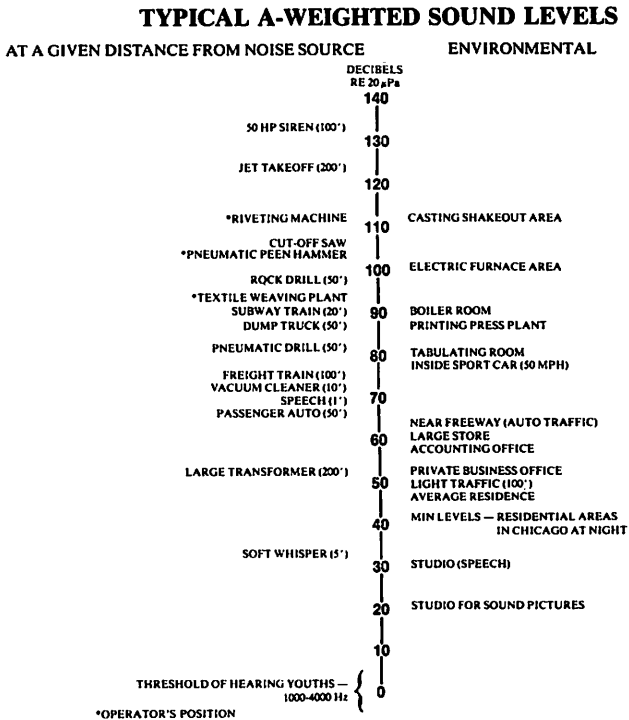 TYPICAL A-WEIGHTED SOUND LEVELS
AT A GIVEN DISTANCE FROM NOISE SOURCE
ENVIRONMENTAL
DECIBELS
RE 20 µPa
140
50 HP SIREN (100')
130
JET TAKEOFF (200')
120
*RIVETING MACHINE
110
CASTING SHAKEOUT AREA
CUT-OFF SAW
*PNEUMATIC PEEN HAMMER
100
ELECTRIC FURNACE AREA
ROCK DRILL (50')
*TEXTILE WEAVING PLANT
SUBWAY TRAIN (20')
90
BOILER ROOM
DUMP TRUCK (50')
PRINTING PRESS PLANT
PNEUMATIC DRILL (50')
80
TABULATING ROOM
INSIDE SPORT CAR (50 MPH)
FREIGHT TRAIN (100')
VACUUM CLEANER (10')
SPEECH (1')
70
PASSENGER AUTO (50')
NEAR FREEWAY (AUTO TRAFFIC)
60
LARGE STORE
ACCOUNTING OFFICE
LARGE TRANSFORMER (200')
PRIVATE BUSINESS OFFICE
50
LIGHT TRAFFIC (100')
AVERAGE RESIDENCE
40
MIN LEVELS — RESIDENTIAL AREAS
IN CHICAGO AT NIGHT
SOFT WHISPER (5')
30
STUDIO (SPEECH)
20
STUDIO FOR SOUND PICTURES
10
THRESHOLD OF HEARING YOUTHS —
1000-4000 Hz
0
*OPERATOR'S POSITION